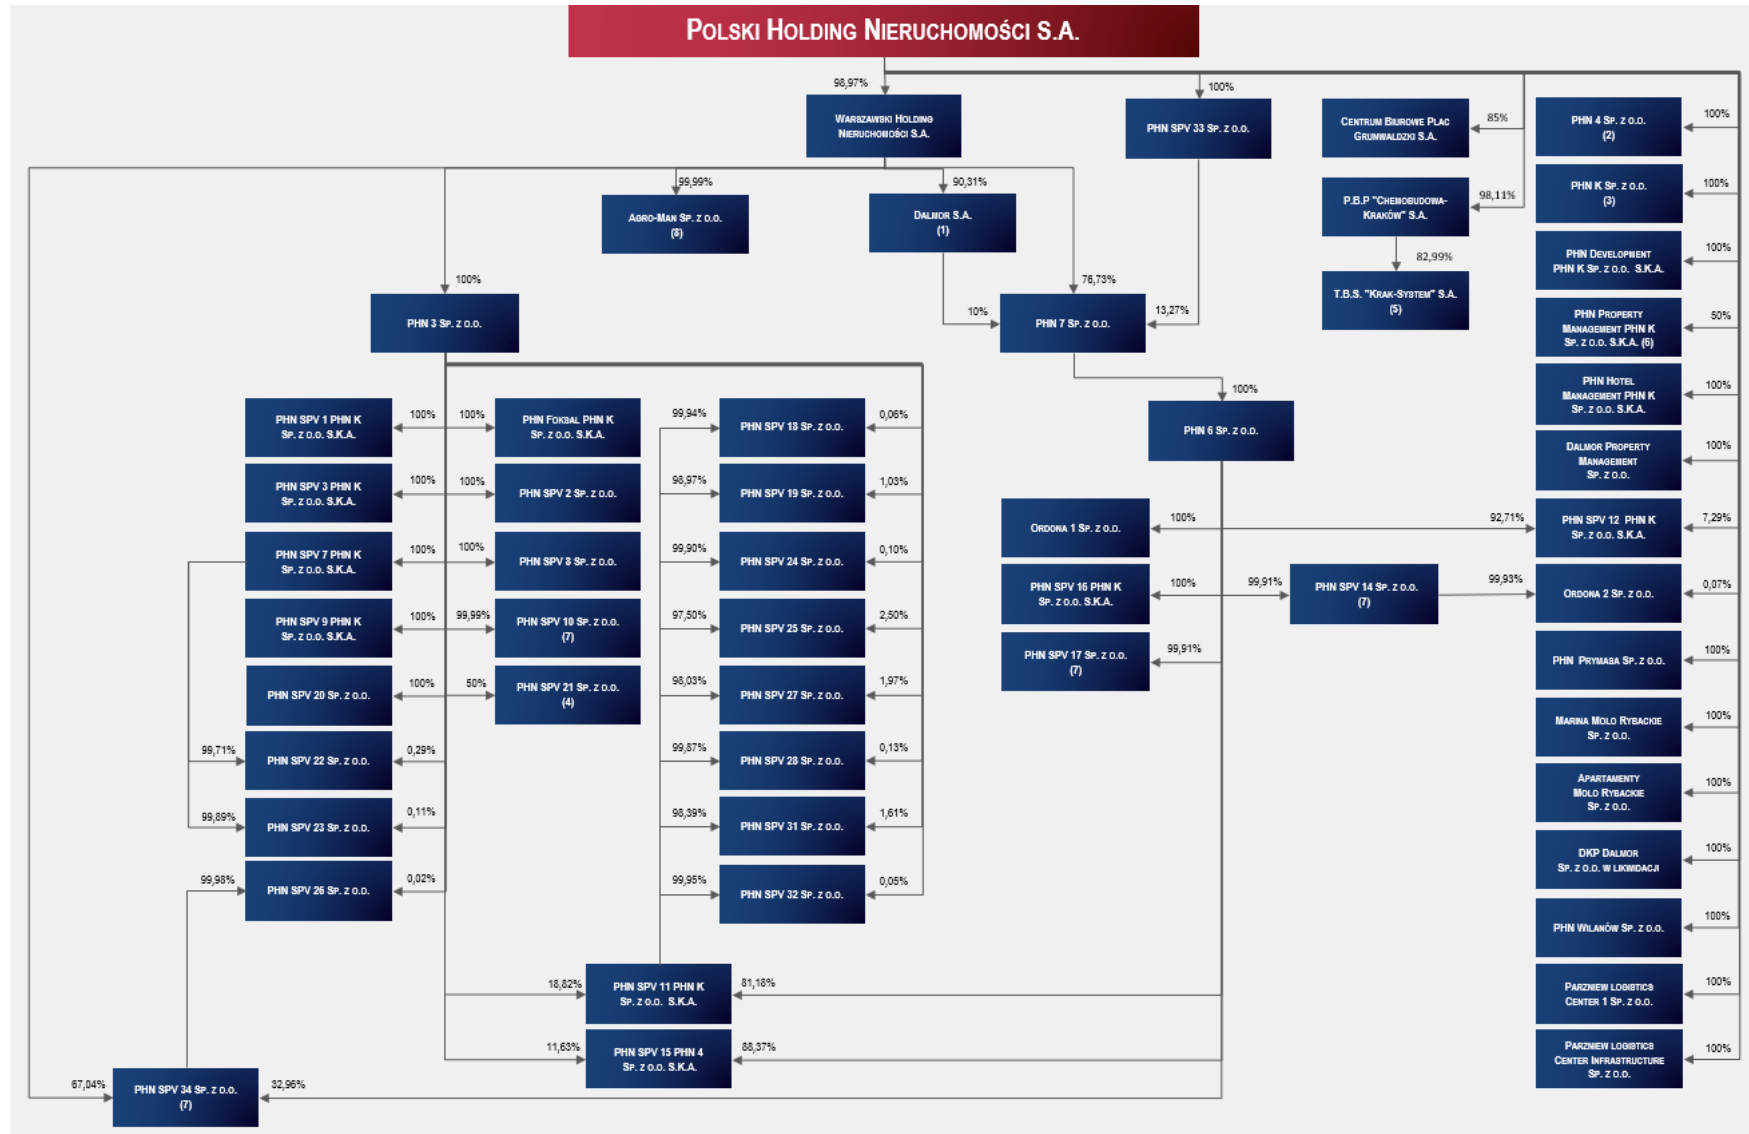 POLSKI HOLDING NIERUCHOMOŚCI S.A.
98,97%
WARSZAWSKI HOLDING
NIERUCHOMOŚCI S.A.
100%
PHN SPV 33 SP. Z O.O.
CENTRUM BIUROWE PLAC
GRUNWALDZKI S.A.
85%
P.B.P "CHEMOBUDOWA-
KRAKÓW" S.A.
98,11%
82,99%
T.B.S. "KRAK-SYSTEM" S.A.
(5)
99,99%
AGRO-MAN SP. Z O.O.
(8)
90,31%
DALMOR S.A.
(1)
100%
PHN 3 SP. Z O.O.
76,73%
10%
PHN 7 SP. Z O.O.
13,27%
100%
PHN 6 SP. Z O.O.
PHN SPV 1 PHN K
SP. Z O.O. S.K.A.
100%
100%
PHN FOKSAL PHN K
SP. Z O.O. S.K.A.
PHN SPV 3 PHN K
SP. Z O.O. S.K.A.
100%
100%
PHN SPV 2 SP. Z O.O.
PHN SPV 7 PHN K
SP. Z O.O. S.K.A.
100%
100%
PHN SPV 8 SP. Z O.O.
PHN SPV 9 PHN K
SP. Z O.O. S.K.A.
100%
99,99%
PHN SPV 10 SP. Z O.O.
(7)
PHN SPV 20 SP. Z O.O.
100%
50%
PHN SPV 21 SP. Z O.O.
(4)
99,71%
PHN SPV 22 SP. Z O.O.
0,29%
99,89%
PHN SPV 23 SP. Z O.O.
0,11%
99,98%
PHN SPV 26 SP. Z O.O.
0,02%
99,94%
PHN SPV 18 SP. Z O.O.
0,06%
98,97%
PHN SPV 19 SP. Z O.O.
1,03%
99,90%
PHN SPV 24 SP. Z O.O.
0,10%
97,50%
PHN SPV 25 SP. Z O.O.
2,50%
98,03%
PHN SPV 27 SP. Z O.O.
1,97%
99,87%
PHN SPV 28 SP. Z O.O.
0,13%
98,39%
PHN SPV 31 SP. Z O.O.
1,61%
99,95%
PHN SPV 32 SP. Z O.O.
0,05%
18,82%
PHN SPV 11 PHN K
SP. Z O.O. S.K.A.
81,18%
11,63%
PHN SPV 15 PHN 4
SP. Z O.O. S.K.A.
88,37%
67,04%
PHN SPV 34 SP. Z O.O.
(7)
32,96%
ORDONA 1 SP. Z O.O.
100%
92,71%
PHN SPV 16 PHN K
SP. Z O.O. S.K.A.
100%
99,91%
PHN SPV 14 SP. Z O.O.
(7)
99,93%
PHN SPV 17 SP. Z O.O.
(7)
99,91%
PHN 4 SP. Z O.O.
(2)
100%
PHN K SP. Z O.O.
(3)
100%
PHN DEVELOPMENT
PHN K SP. Z O.O. S.K.A.
100%
PHN PROPERTY
MANAGEMENT PHN K
SP. Z O.O. S.K.A. (6)
50%
PHN HOTEL
MANAGEMENT PHN K
SP. Z O.O. S.K.A.
100%
DALMOR PROPERTY
MANAGEMENT
SP. Z O.O.
100%
PHN SPV 12 PHN K
SP. Z O.O. S.K.A.
7,29%
ORDONA 2 SP. Z O.O.
0,07%
PHN PRYMASA SP. Z O.O.
100%
MARINA MOLO RYBACKIE
SP. Z O.O.
100%
APARTAMENTY
MOLO RYBACKIE
SP. Z O.O.
100%
DKP DALMOR
SP. Z O.O. W LIKWIDACJI
100%
PHN WILANÓW SP. Z O.O.
100%
PARZNIEW LOGISTICS
CENTER 1 SP. Z O.O.
100%
PARZNIEW LOGISTICS
CENTER INFRASTRUCTURE
SP. Z O.O.
100%